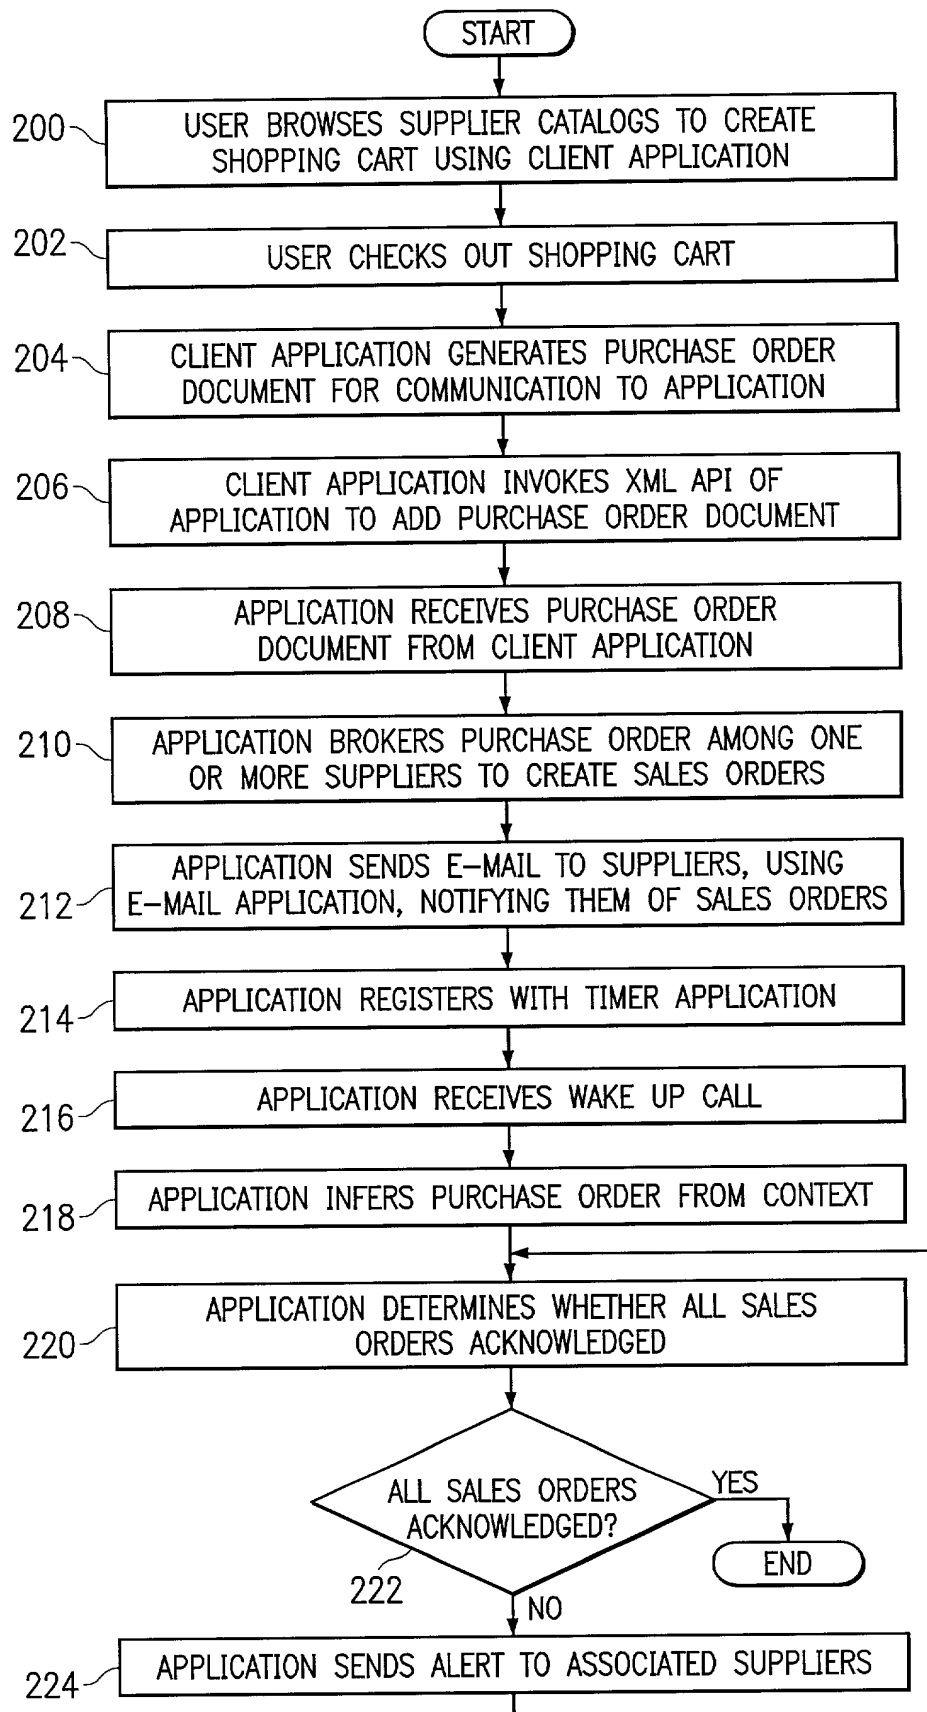 START
200
USER BROWSES SUPPLIER CATALOGS TO CREATE
SHOPPING CART USING CLIENT APPLICATION
202
USER CHECKS OUT SHOPPING CART
204
CLIENT APPLICATION GENERATES PURCHASE ORDER
DOCUMENT FOR COMMUNICATION TO APPLICATION
206
CLIENT APPLICATION INVOKES XML API OF
APPLICATION TO ADD PURCHASE ORDER DOCUMENT
208
APPLICATION RECEIVES PURCHASE ORDER
DOCUMENT FROM CLIENT APPLICATION
210
APPLICATION BROKERS PURCHASE ORDER AMONG ONE
OR MORE SUPPLIERS TO CREATE SALES ORDERS
212
APPLICATION SENDS E-MAIL TO SUPPLIERS, USING
E-MAIL APPLICATION, NOTIFYING THEM OF SALES ORDERS
214
APPLICATION REGISTERS WITH TIMER APPLICATION
216
APPLICATION RECEIVES WAKE UP CALL
218
APPLICATION INFERS PURCHASE ORDER FROM CONTEXT
220
APPLICATION DETERMINES WHETHER ALL SALES
ORDERS ACKNOWLEDGED
ALL SALES ORDERS
ACKNOWLEDGED?
YES
END
222
NO
224
APPLICATION SENDS ALERT TO ASSOCIATED SUPPLIERS